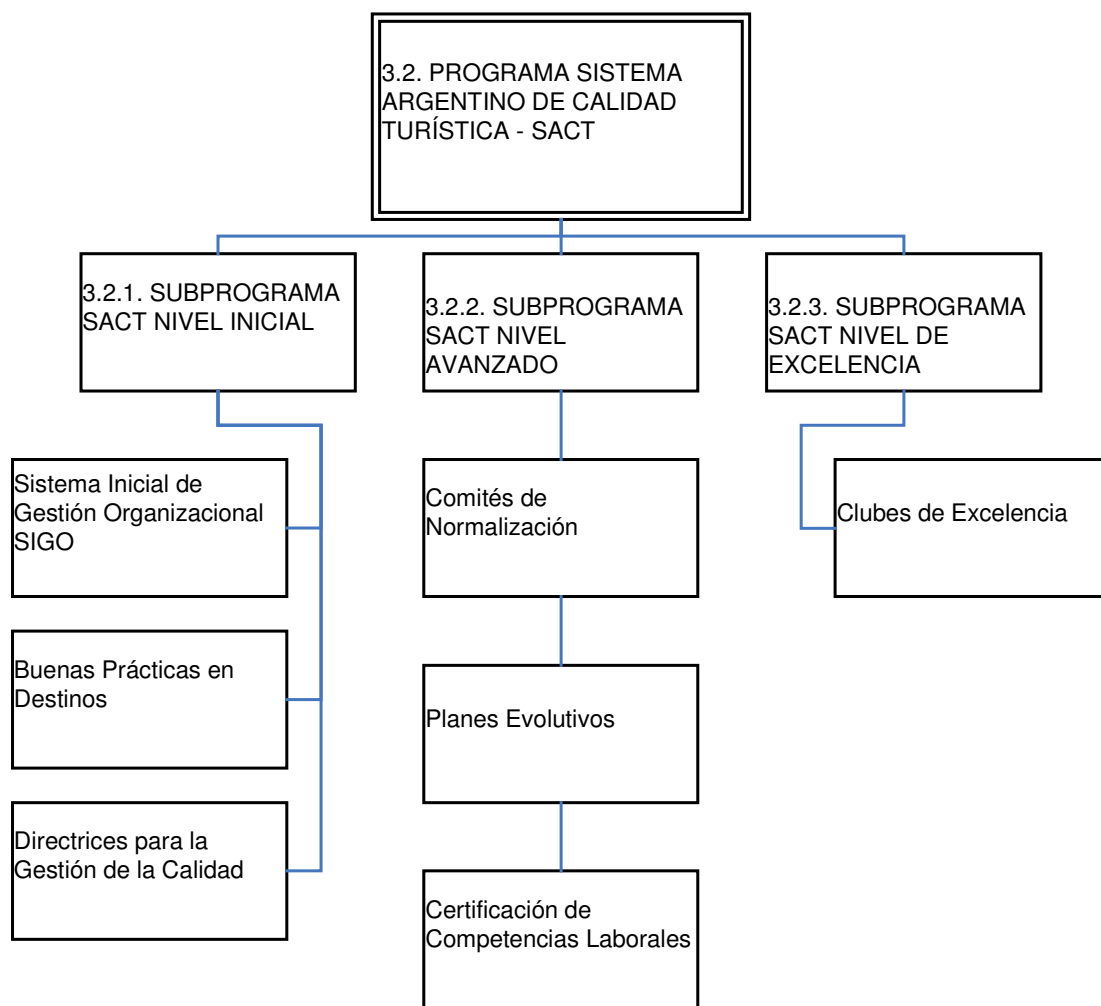 3.2. PROGRAMA SISTEMA
ARGENTINO DE CALIDAD
TURÍSTICA - SACT
3.2.1. SUBPROGRAMA
SACT NIVEL INICIAL
3.2.2. SUBPROGRAMA
SACT NIVEL
AVANZADO
3.2.3. SUBPROGRAMA
SACT NIVEL DE
EXCELENCIA
Sistema Inicial de
Gestión Organizacional
SIGO
Buenas Prácticas en
Destinos
Directrices para la
Gestión de la Calidad
Comités de
Normalización
Planes Evolutivos
Certificación de
Competencias Laborales
Clubes de Excelencia